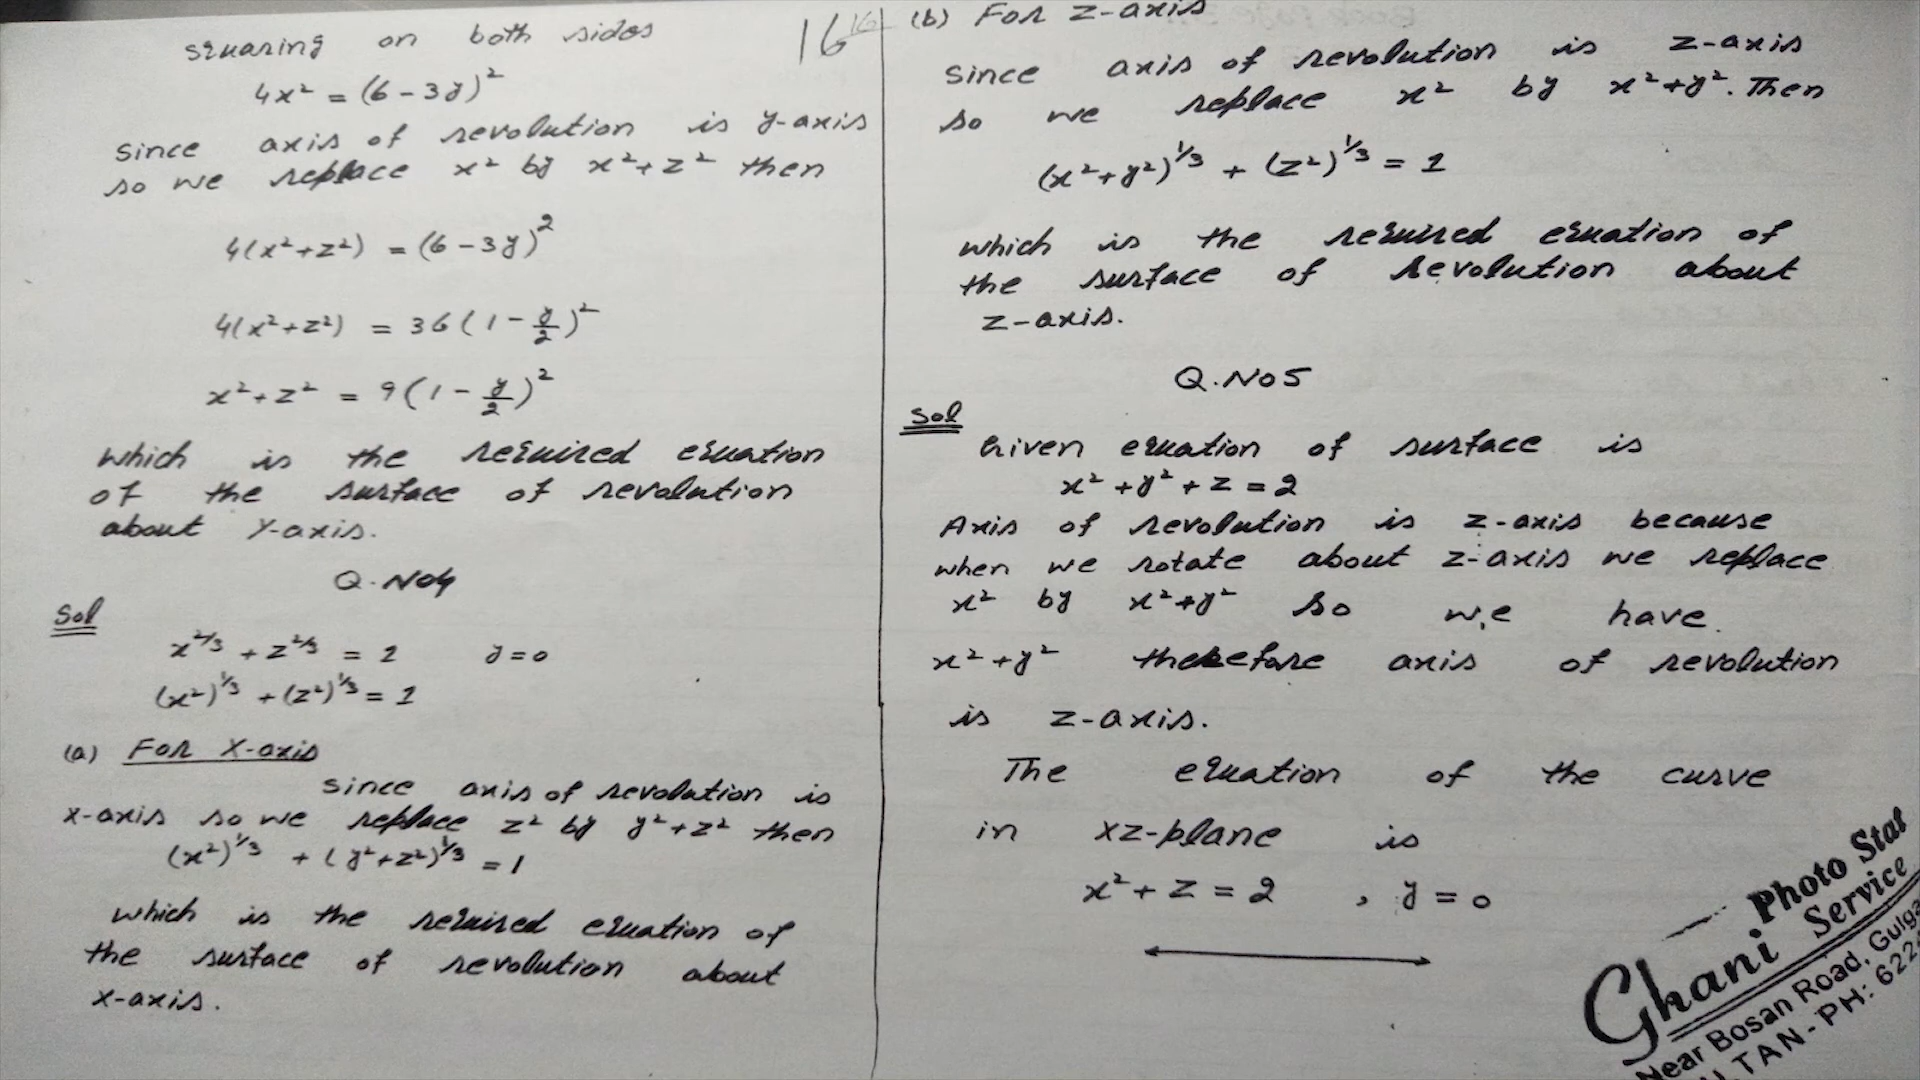 squaring on both sides
4x² = (6-3y)²
Since axis of revolution is y-axis
so we replace x² by x²+z² then
4(x²+z²) = (6-3y)²
4(x²+z²) = 36(1-y/2)²
x²+z² = 9(1-y/2)²
which is the required equation
of the surface of revolution
about Y-axis.
Q.No4
Sol
x^2/3 + z^2/3 = 1 y=0
(x²)^1/3 + (z²)^1/3 = 1
(a) For X-axis
Since axis of revolution is
x-axis so we replace z² by y²+z² then
(x²)^1/3 + (y²+z²)^1/3 = 1
which is the required equation of
the surface of revolution about
x-axis.
16
(b) For z-axis
Since axis of revolution is z-axis
so we replace x² by x²+y². Then
(x²+y²)^1/3 + (z²)^1/3 = 1
which is the required equation of
the surface of revolution about
z-axis.
Q.No5
Sol
Given equation of surface is
x²+y²+z=2
Axis of revolution is z-axis because
when we rotate about z-axis we replace
x² by x²+y² so we have.
x²+y² therefore axis of revolution
is z-axis.
The equation of the curve
in xz-plane is
x²+z=2 , y=0
Photo Stat
Ghani Service
Near Bosan Road, Gulga
TAN-PH: 622